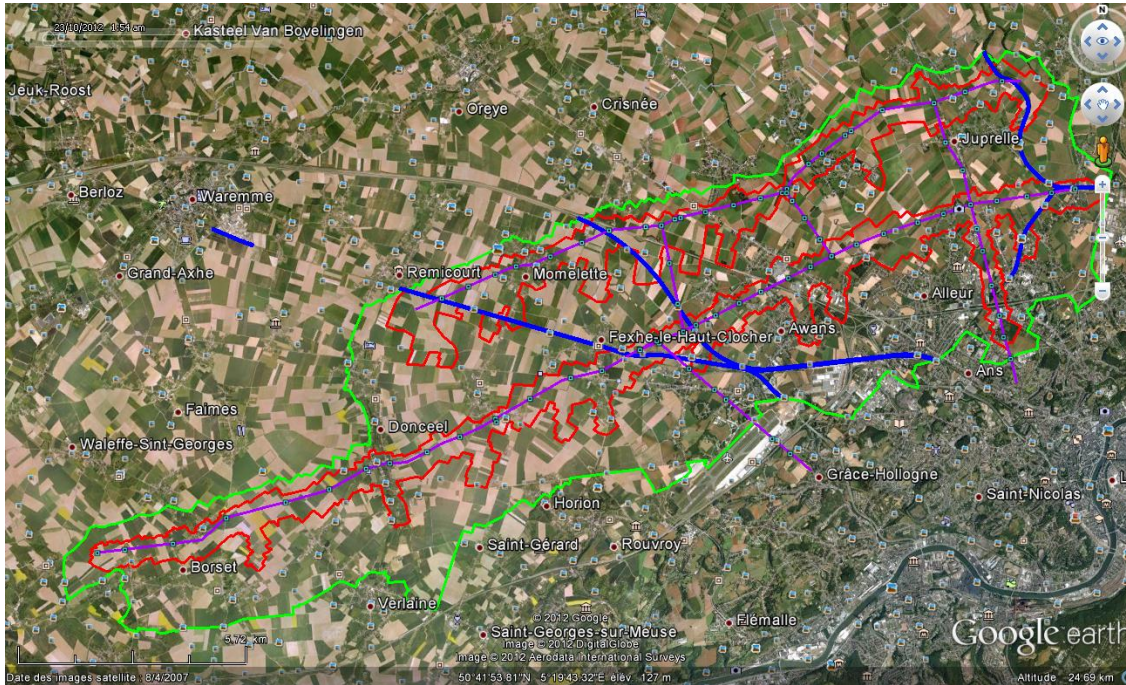 23/10/2012 1:54 am
Kasteel Van Bovelingen
N
Jeuk-Roost
Oreye
Crisnée
Juprelle
Berloz
Waremme
Grand-Axhe
Remicourt
Momelette
Alleur
Fexhe-le-Haut-Clocher
Awans
Ans
Faimes
Donceel
Waleffe-Sint-Georges
Grâce-Hollogne
Saint-Nicolas
L
Horion
Saint-Gérard
Rouvroy
Borset
Verlaine
© 2012 Google
Flémalle
Saint-Georges-sur-Meuse
Image © 2012 DigitalGlobe
Image © 2012 Aerodata International Surveys
Google earth
5.72 km
Date des images satellite : 8/4/2007
50°41'53.81"N 5°19'43.32"E élév. 127 m
Altitude 24.69 km